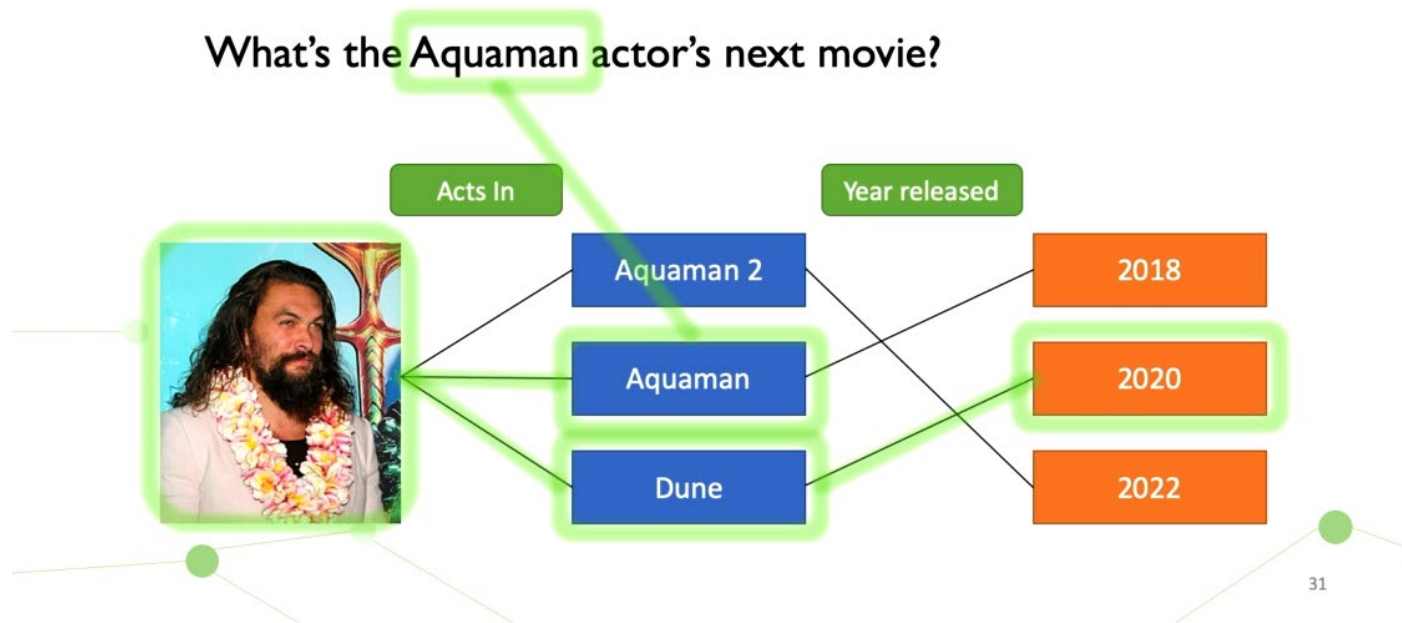 What's the Aquaman actor's next movie?
Acts In
Year released
Aquaman 2
2018
Aquaman
2020
Dune
2022
31